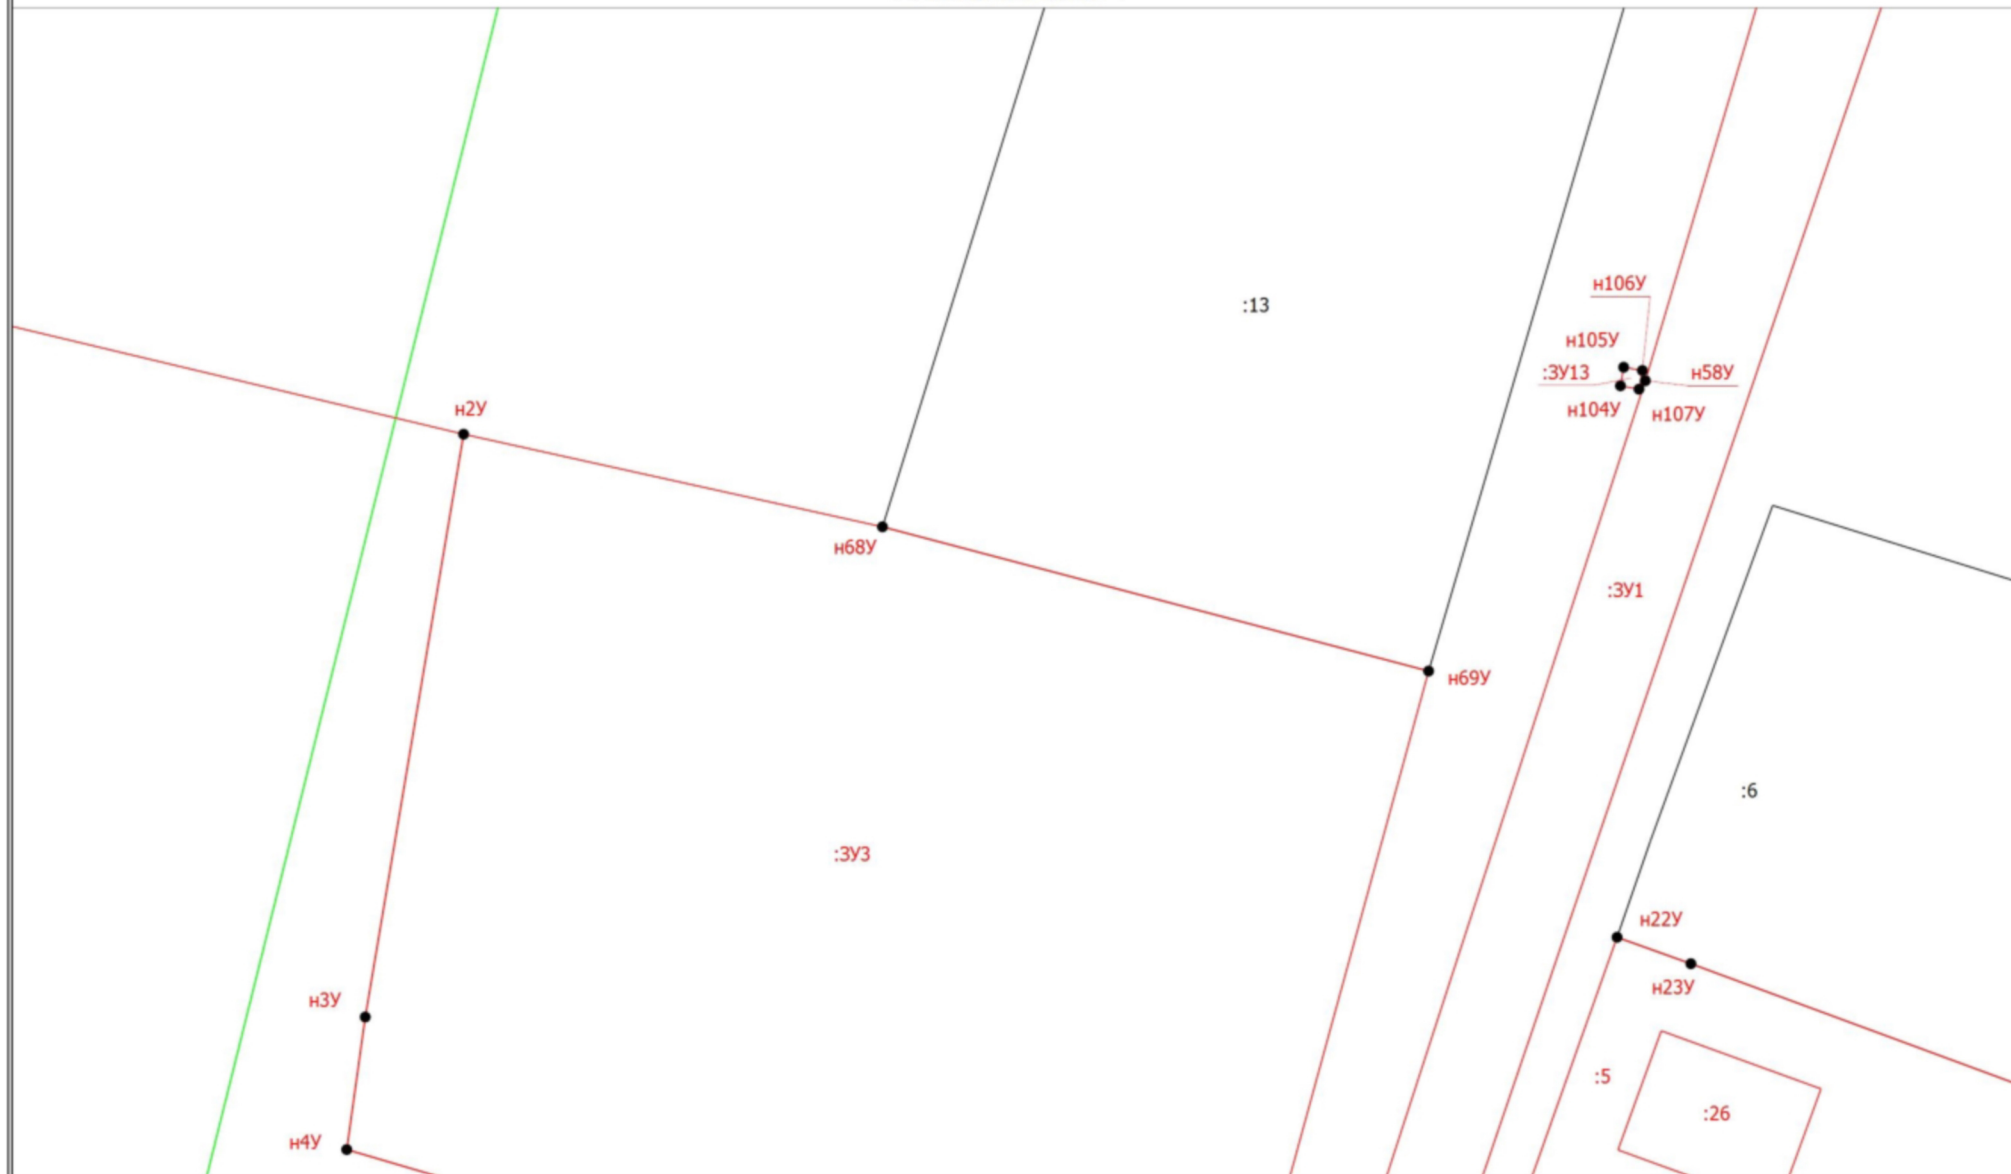 н106У
:13
н105У
:ЗУ13
н58У
н2У
н104У
н107У
н68У
:ЗУ1
н69У
:6
:ЗУ3
н22У
н23У
н3У
:5
:26
н4У